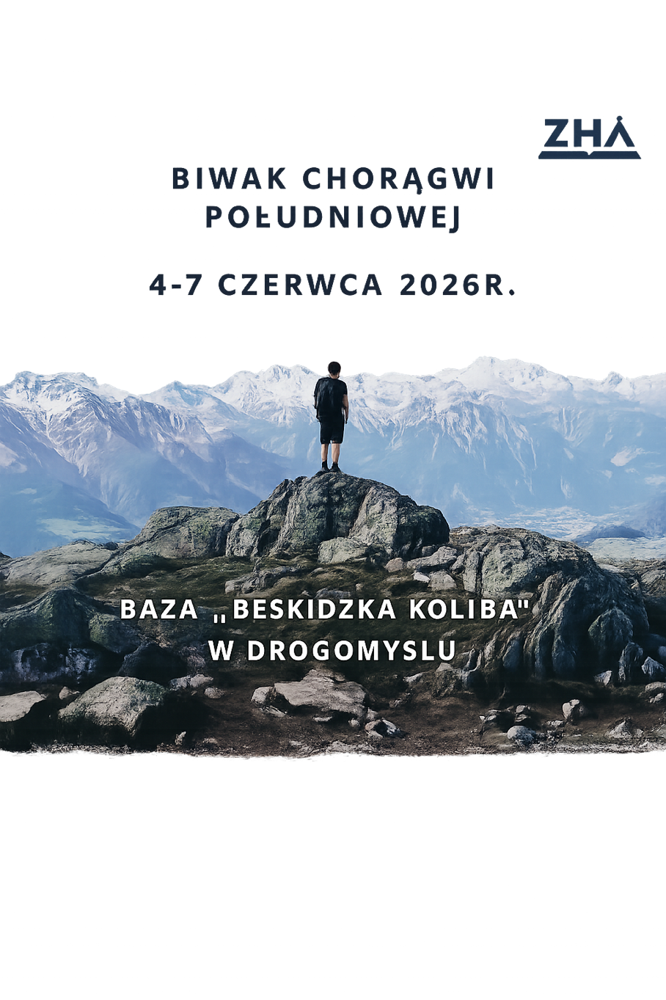 ZHA
BIWAK CHORĄGWI
POŁUDNIOWEJ
4-7 CZERWCA 2026R.
BAZA ,,BESKIDZKA KOLIBA"
W DROGOMYSLU